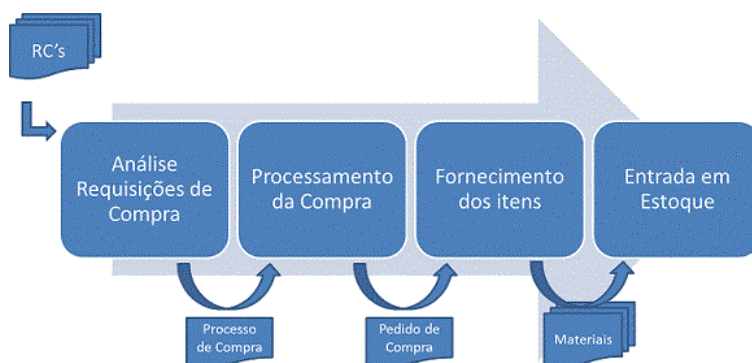 RC's
Análise
Requisições de
Compra
Processamento
da Compra
Fornecimento
dos itens
Entrada em
Estoque
Processo
de Compra
Pedido de
Compra
Materiais